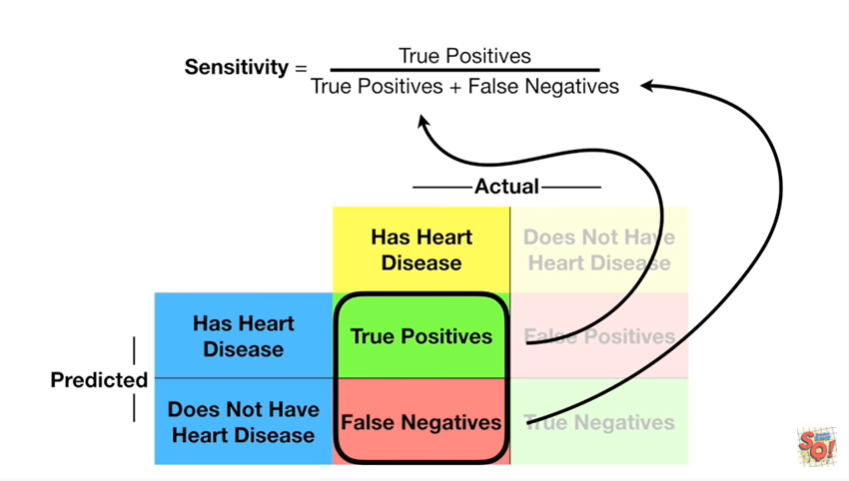 True Positives
Sensitivity =
True Positives + False Negatives
Actual
Has Heart
Disease
Does Not Have
Heart Disease
Has Heart
Disease
True Positives
False Positives
Predicted
Does Not Have
Heart Disease
False Negatives
True Negatives